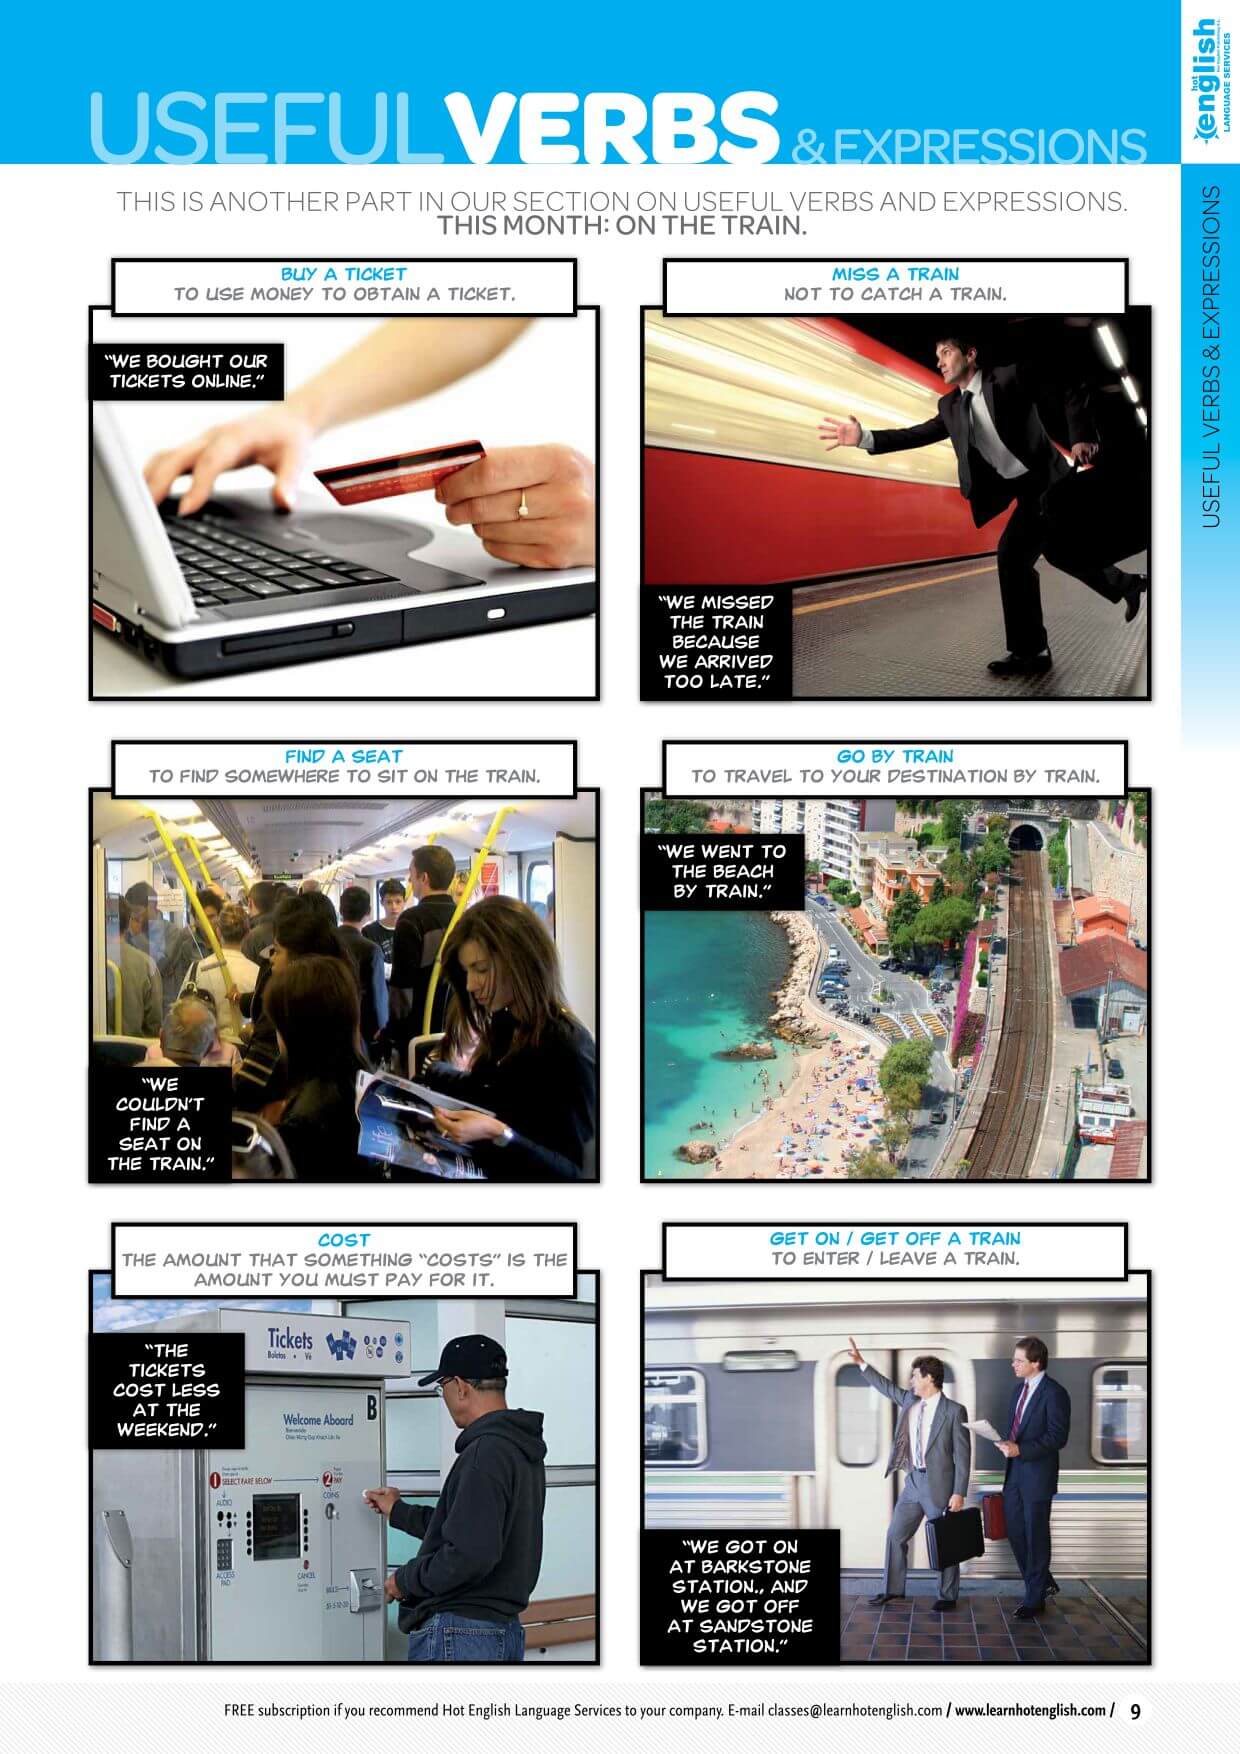 hot
english
LANGUAGE SERVICES
USEFUL VERBS & EXPRESSIONS
USEFUL VERBS & EXPRESSIONS
THIS IS ANOTHER PART IN OUR SECTION ON USEFUL VERBS AND EXPRESSIONS.
THIS MONTH: ON THE TRAIN.
BUY A TICKET
TO USE MONEY TO OBTAIN A TICKET.
"WE BOUGHT OUR
TICKETS ONLINE."
MISS A TRAIN
NOT TO CATCH A TRAIN.
"WE MISSED
THE TRAIN
BECAUSE
WE ARRIVED
TOO LATE."
FIND A SEAT
TO FIND SOMEWHERE TO SIT ON THE TRAIN.
"WE
COULDN'T
FIND A
SEAT ON
THE TRAIN."
GO BY TRAIN
TO TRAVEL TO YOUR DESTINATION BY TRAIN.
"WE WENT TO
THE BEACH
BY TRAIN."
COST
THE AMOUNT THAT SOMETHING "COSTS" IS THE
AMOUNT YOU MUST PAY FOR IT.
"THE
TICKETS
COST LESS
AT THE
WEEKEND."
Tickets
Boletos • Vé
Welcome Aboard
B
Bienvenido
1 SELECT FARE BELOW
2 PAY
AUDIO
COINS
ACCESS
PAD
CANCEL
BILLS
$1-5-10-20
GET ON / GET OFF A TRAIN
TO ENTER / LEAVE A TRAIN.
"WE GOT ON
AT BARKSTONE
STATION., AND
WE GOT OFF
AT SANDSTONE
STATION."
FREE subscription if you recommend Hot English Language Services to your company. E-mail classes@learnhotenglish.com / www.learnhotenglish.com / 9